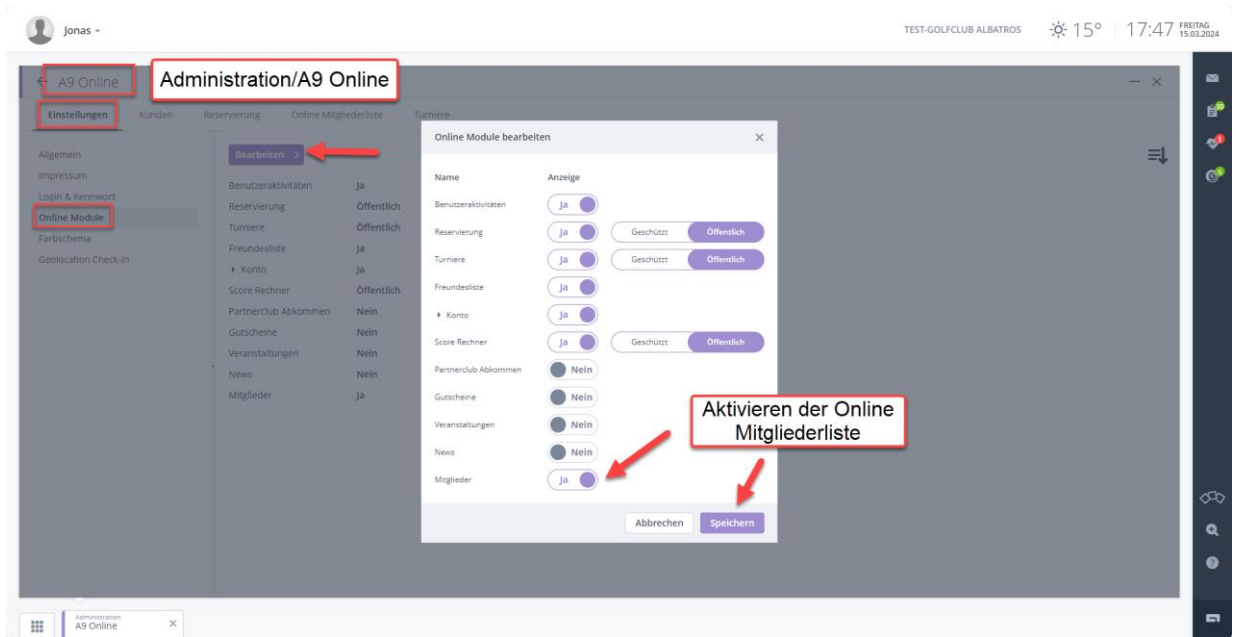 Jonas
TEST-GOLFCLUB ALBATROS
15°
17:47
FREITAG
15.03.2024
A9 Online
Administration/A9 Online
Einstellungen
Kunden
Reservierung
Online Mitgliederliste
Turniere
Allgemein
Impressum
Login & Kennwort
Online Module
Farbschema
Geolocation Check-In
Bearbeiten
Benutzeraktivitäten Ja
Reservierung Öffentlich
Turniere Öffentlich
Freundesliste Ja
Konto Ja
Score Rechner Öffentlich
Partnerclub Abkommen Nein
Gutscheine Nein
Veranstaltungen Nein
News Nein
Mitglieder Ja
Online Module bearbeiten
Name Anzeige
Benutzeraktivitäten Ja
Reservierung Ja Geschützt Öffentlich
Turniere Ja Geschützt Öffentlich
Freundesliste Ja
Konto Ja
Score Rechner Ja Geschützt Öffentlich
Partnerclub Abkommen Nein
Gutscheine Nein
Veranstaltungen Nein
News Nein
Mitglieder Ja
Aktivieren der Online
Mitgliederliste
Abbrechen Speichern
Administration
A9 Online